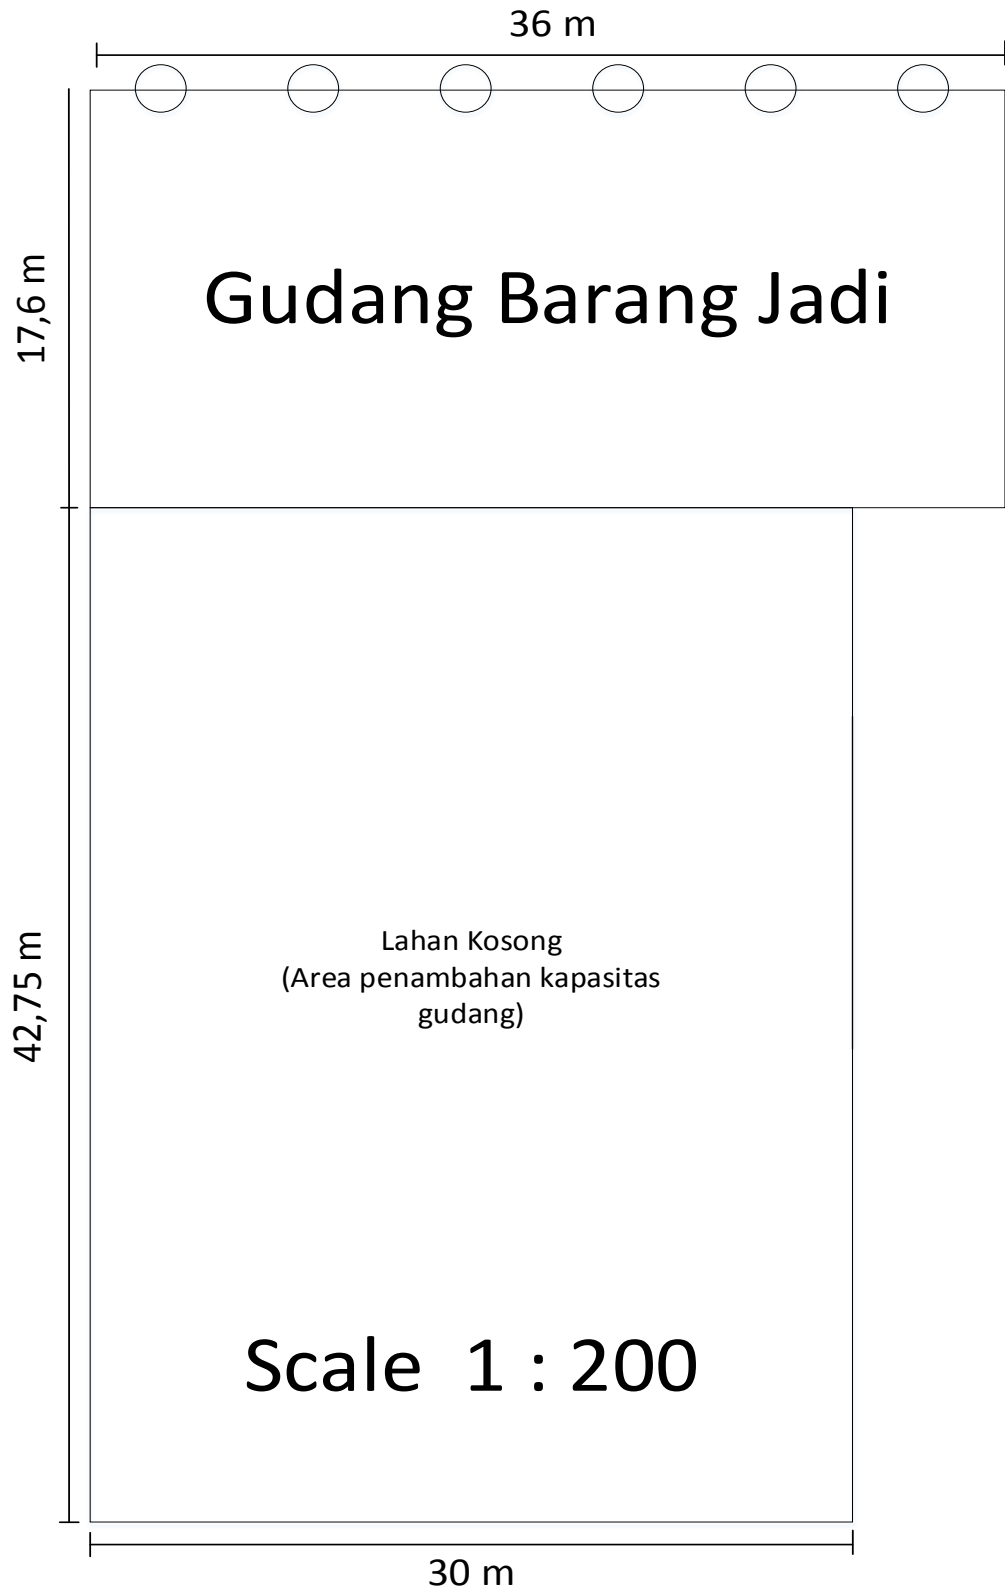 36 m
17,6 m
Gudang Barang Jadi
42,75 m
Lahan Kosong
(Area penambahan kapasitas
gudang)
Scale 1 : 200
30 m